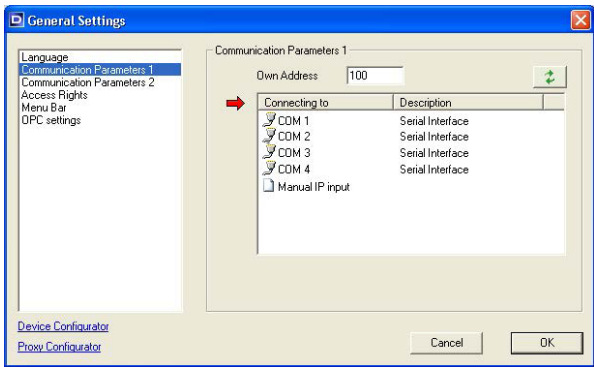 General Settings
Language
Communication Parameters 1
Communication Parameters 2
Access Rights
Menu Bar
OPC settings
Device Configurator
Proxy Configurator
Communication Parameters 1
Own Address 100
Connecting to Description
COM 1 Serial Interface
COM 2 Serial Interface
COM 3 Serial Interface
COM 4 Serial Interface
Manual IP input
Cancel OK